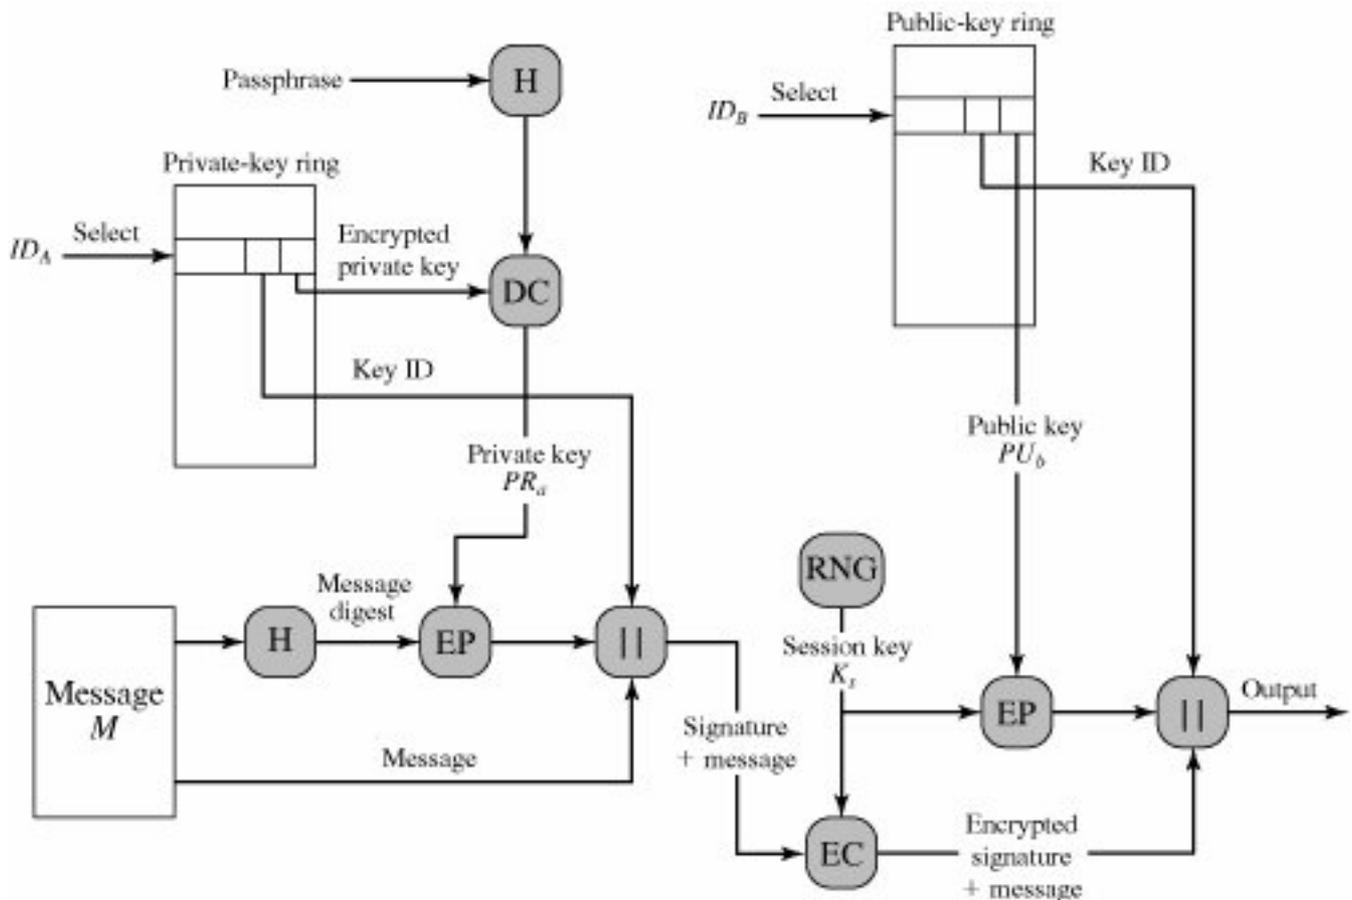 Public-key ring
Passphrase
H
ID_B
Select
Key ID
Private-key ring
ID_A
Select
Encrypted
private key
DC
Key ID
Private key
PR_a
Public key
PU_b
RNG
Session key
K_s
Message
M
H
Message
digest
EP
||
Message
Signature
+ message
EP
||
Output
EC
Encrypted
signature
+ message